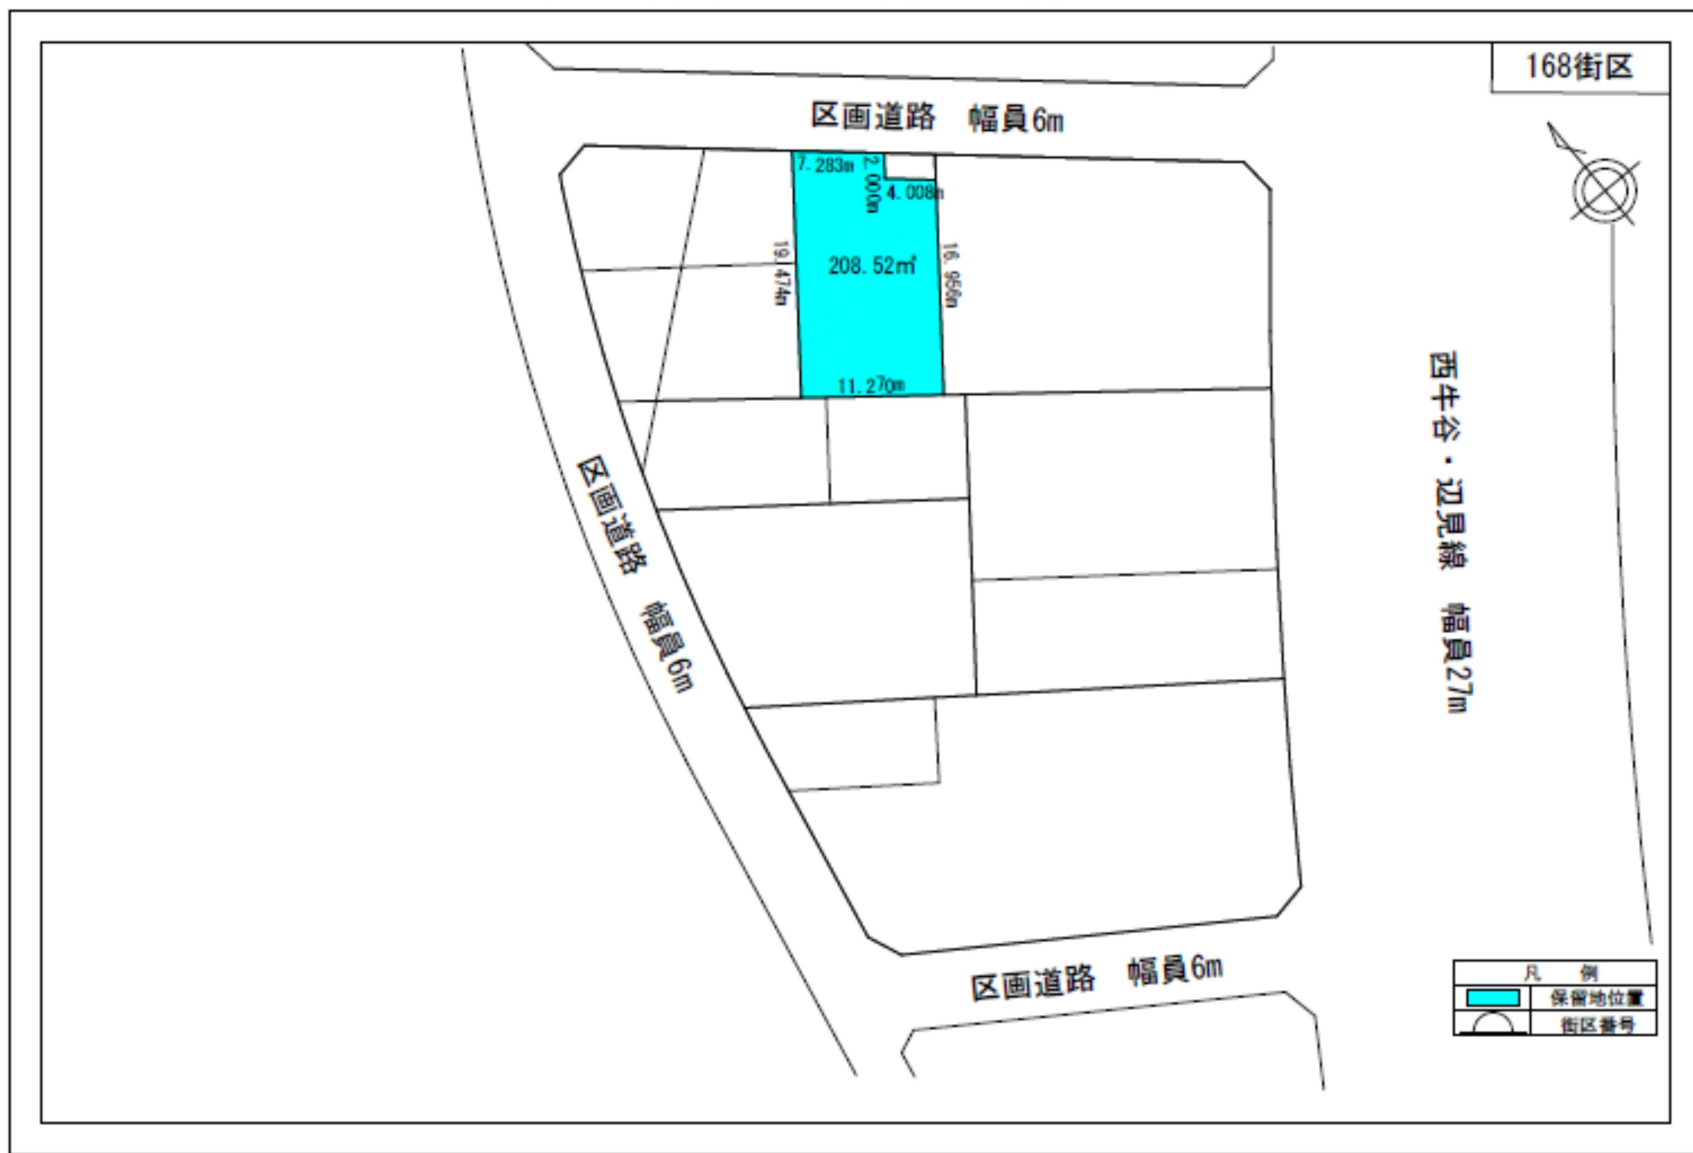 168街区
区画道路　幅員6m
7.283m
2.000m
4.008m
19.474m
208.52㎡
16.956m
11.270m
西牛谷・辺見線　幅員27m
区画道路　幅員6m
区画道路　幅員6m
凡　例
保留地位置
街区番号